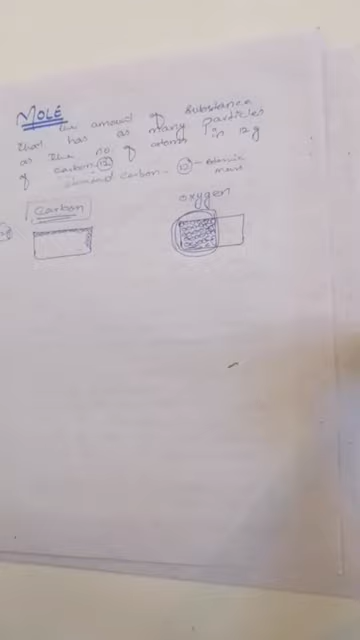 MOLE
the amount of substance
that has as many particles
as the no. of atoms in 12g
of carbon 12
carbon - 12 - atomic
mass
oxygen
Carbon